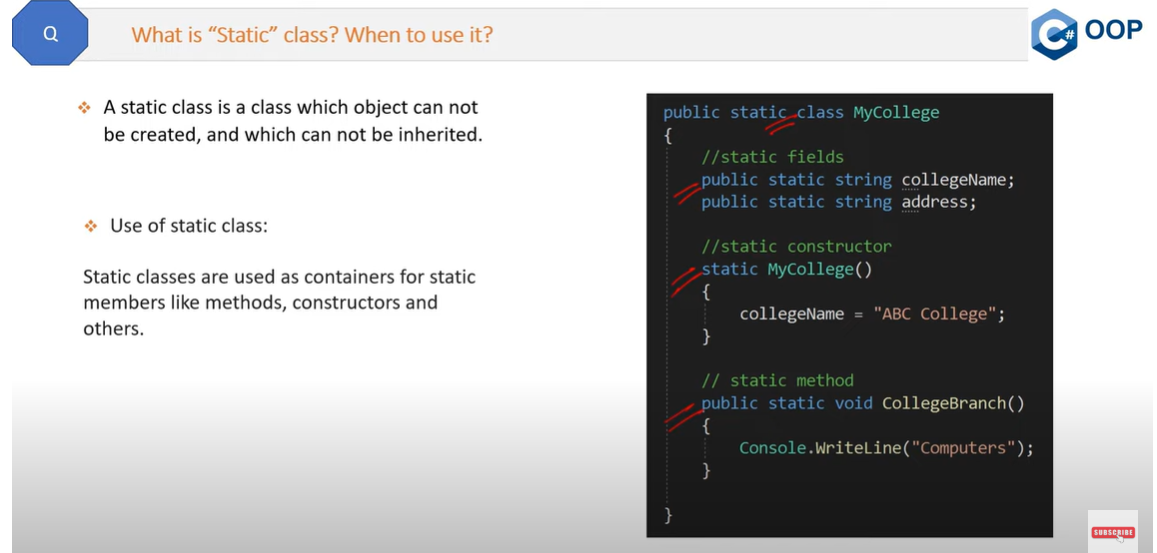 Q
What is “Static” class? When to use it?
C# OOP
❖ A static class is a class which object can not
be created, and which can not be inherited.
❖ Use of static class:
Static classes are used as containers for static
members like methods, constructors and
others.
public static class MyCollege
{
//static fields
public static string collegeName;
public static string address;
//static constructor
static MyCollege()
{
collegeName = "ABC College";
}
// static method
public static void CollegeBranch()
{
Console.WriteLine("Computers");
}
}
SUBSCRIBE